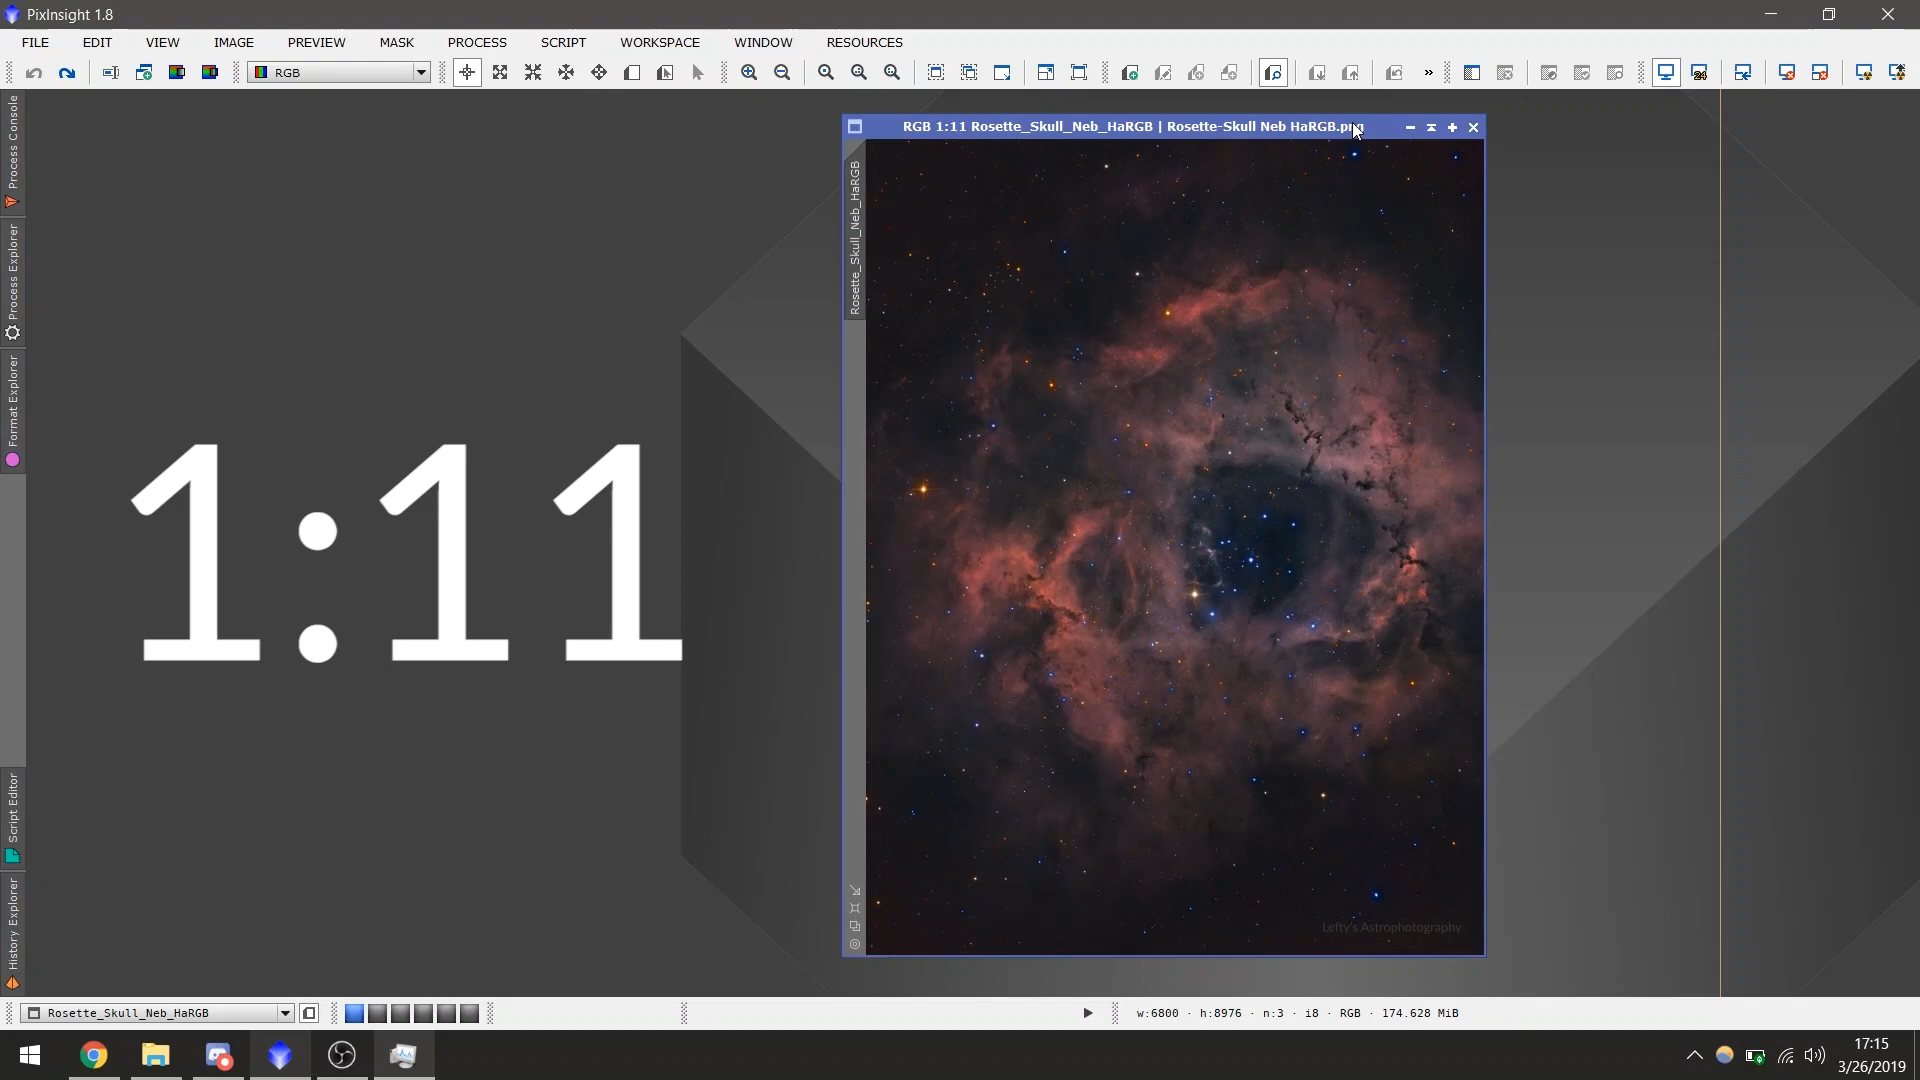 PixInsight 1.8
FILE EDIT VIEW IMAGE PREVIEW MASK PROCESS SCRIPT WORKSPACE WINDOW RESOURCES
RGB
24
Process Console
Process Explorer
Format Explorer
Script Editor
History Explorer
1:11
RGB 1:11 Rosette_Skull_Neb_HaRGB | Rosette-Skull Neb HaRGB.png
Rosette_Skull_Neb_HaRGB
Lefty's Astrophotography
Rosette_Skull_Neb_HaRGB
w:6800 · h:8976 · n:3 · i8 · RGB · 174.628 MiB
17:15
3/26/2019